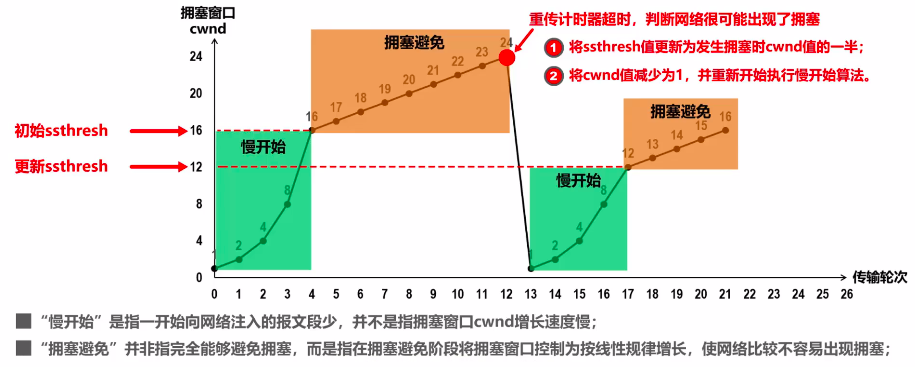 拥塞窗口
cwnd
重传计时器超时，判断网络很可能出现了拥塞
1 将ssthresh值更新为发生拥塞时cwnd值的一半；
2 将cwnd值减少为1，并重新开始执行慢开始算法。
24
20
16
12
8
4
0
初始ssthresh
更新ssthresh
慢开始
拥塞避免
慢开始
拥塞避免
1 2 4 8 16 17 18 19 20 21 22 23 24
1 2 4 8 12 13 14 15 16
0 1 2 3 4 5 6 7 8 9 10 11 12 13 14 15 16 17 18 19 20 21 22 23 24 25 26
传输轮次
“慢开始”是指一开始向网络注入的报文段少，并不是指拥塞窗口cwnd增长速度慢；
“拥塞避免”并非指完全能够避免拥塞，而是指在拥塞避免阶段将拥塞窗口控制为按线性规律增长，使网络比较不容易出现拥塞；